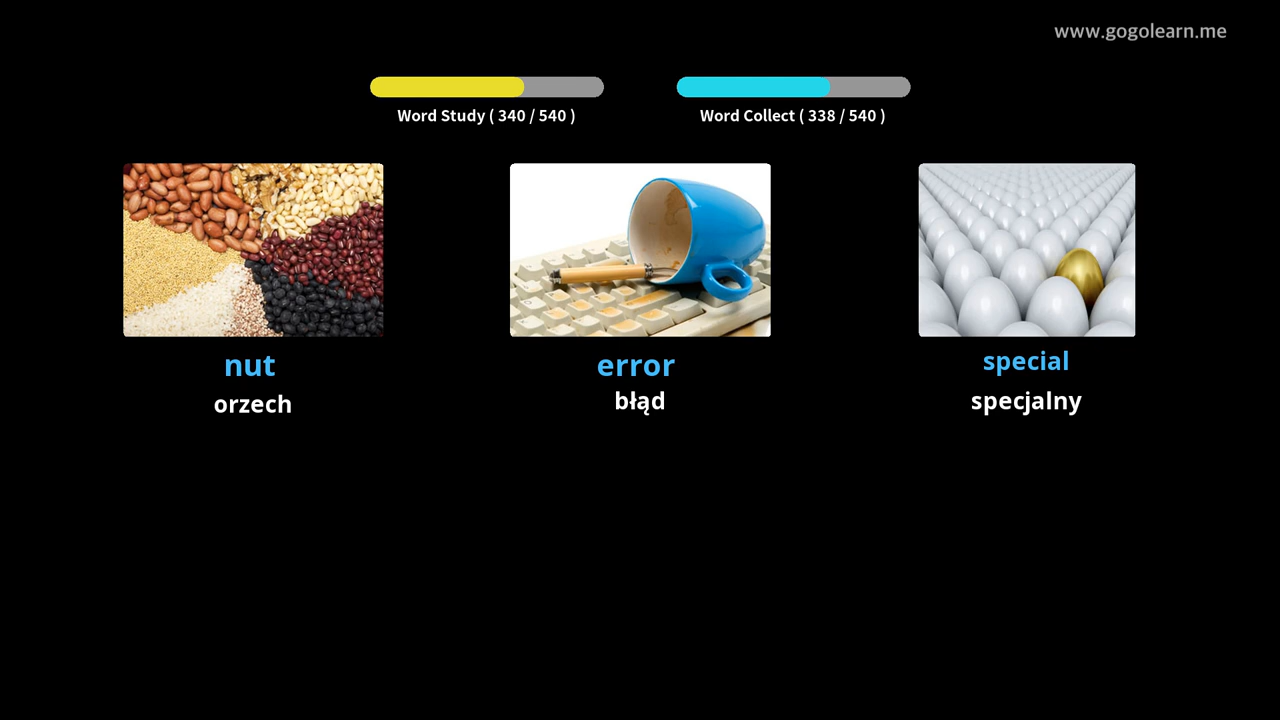 www.gogolearn.me
Word Study ( 340 / 540 )
Word Collect ( 338 / 540 )
nut
orzech
error
błąd
special
specjalny